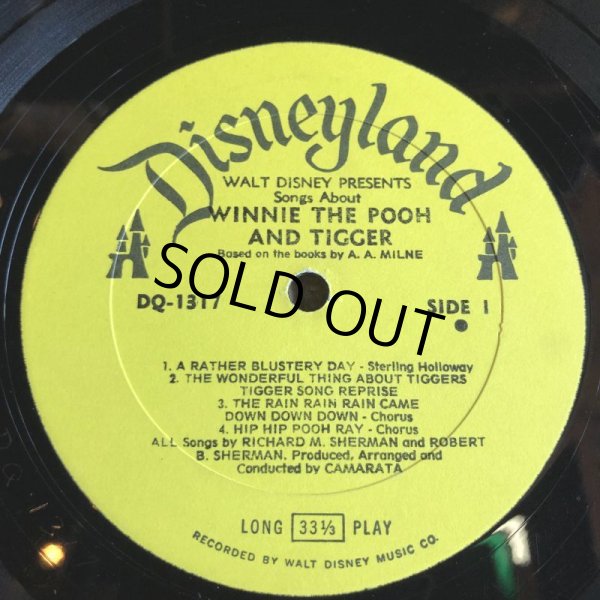 Disneyland
WALT DiSNEY PRESENTS
Songs About
WINNIE THE POOH
AND TIGGER
Based on the books by A. A. MILNE
DQ-1317
SIDE 1
SOLD OUT
1. A RATHER BLUSTERY DAY - Sterling Holloway
2. THE WONDERFUL THING ABOUT TIGGERS
TIGGER SONG REPRISE
3. THE RAIN RAIN RAIN CAME
DOWN DOWN DOWN - Chorus
4. HIP HIP POOH RAY - Chorus
ALL Songs by RICHARD M. SHERMAN and ROBERT
B. SHERMAN. Produced, Arranged and
Conducted by CAMARATA
LONG 33⅓ PLAY
RECORDED BY WALT DISNEY MUSIC CO.